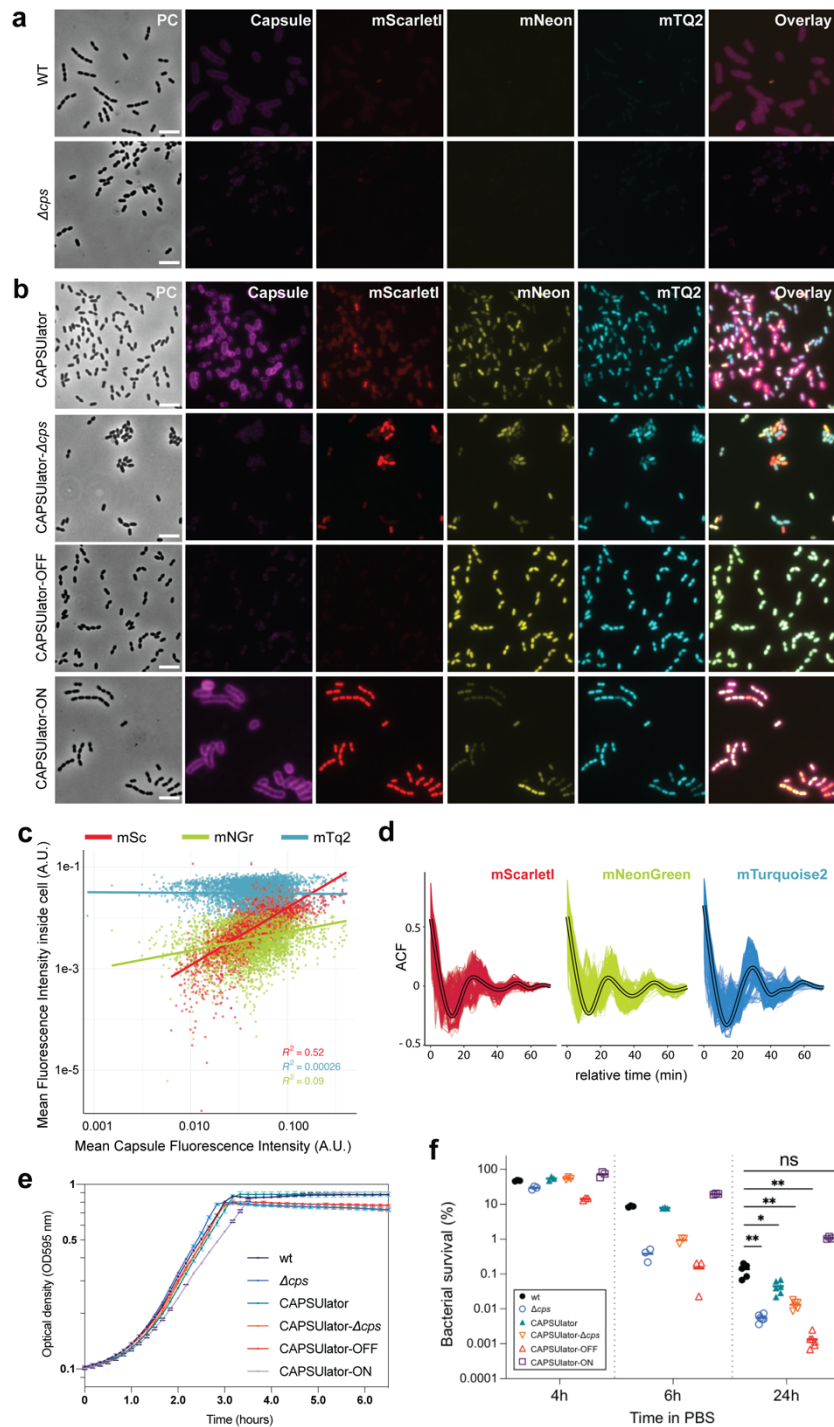 a
PC Capsule mScarletI mNeon mTQ2 Overlay
WT
Δcps
b
PC Capsule mScarletI mNeon mTQ2 Overlay
CAPSUlator
CAPSUlator-Δcps
CAPSUlator-OFF
CAPSUlator-ON
c
mSc mNGr mTq2
Mean Fluorescence Intensity inside cell (A.U.)
1e-1
1e-3
1e-5
R² = 0.52
R² = 0.00026
R² = 0.09
0.001 0.010 0.100
Mean Capsule Fluorescence Intensity (A.U.)
d
mScarletI mNeonGreen mTurquoise2
ACF
0.5
0
- 0.5
0 20 40 60 0 20 40 60 0 20 40 60
relative time (min)
e
Optical density (OD595 nm)
1
0.5
0.1
wt
Δcps
CAPSUlator
CAPSUlator-Δcps
CAPSUlator-OFF
CAPSUlator-ON
0 1.0 2.0 3.0 4.0 5.0 6.0
Time (hours)
f
Bacterial survival (%)
100
10
1
0.1
0.01
0.001
0.0001
ns
**
**
*
**
wt
Δcps
CAPSUlator
CAPSUlator-Δcps
CAPSUlator-OFF
CAPSUlator-ON
4h 6h 24h
Time in PBS